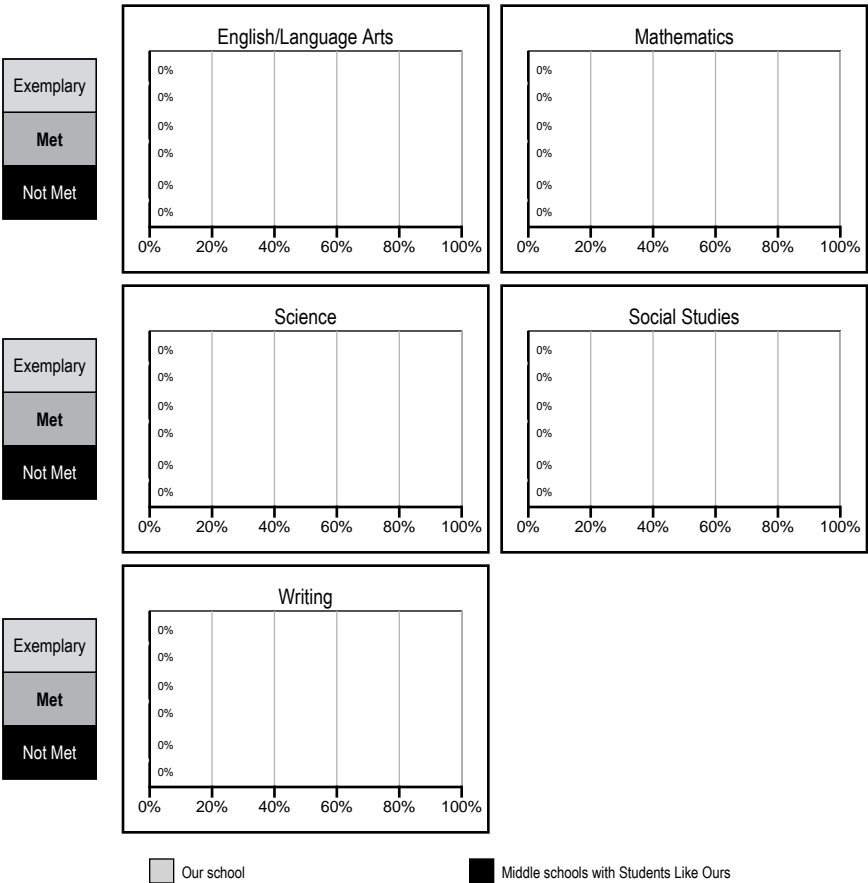 English/Language Arts
Exemplary
Met
Not Met
0%
0%
0%
0%
0%
0%
0% 20% 40% 60% 80% 100%
Mathematics
0%
0%
0%
0%
0%
0%
0% 20% 40% 60% 80% 100%
Science
Exemplary
Met
Not Met
0%
0%
0%
0%
0%
0%
0% 20% 40% 60% 80% 100%
Social Studies
0%
0%
0%
0%
0%
0%
0% 20% 40% 60% 80% 100%
Writing
Exemplary
Met
Not Met
0%
0%
0%
0%
0%
0%
0% 20% 40% 60% 80% 100%
Our school
Middle schools with Students Like Ours